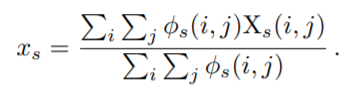 x_s = \frac{\sum_i \sum_j \phi_s(i,j) \mathrm{X}_s(i,j)}{\sum_i \sum_j \phi_s(i,j)} .